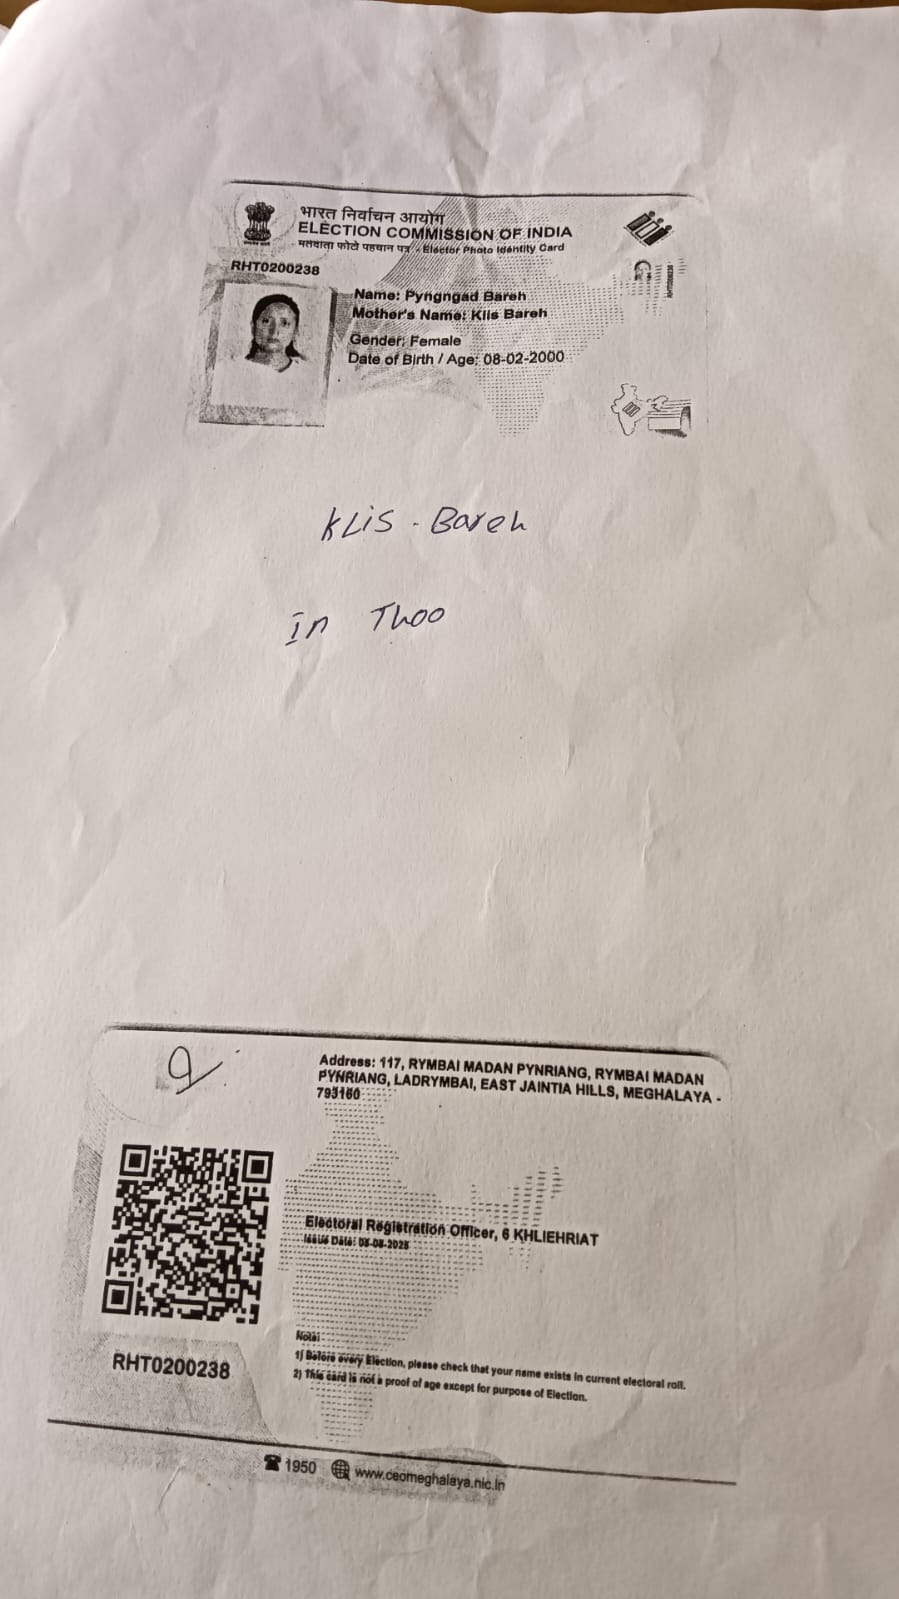 भारत निर्वाचन आयोग
ELECTION COMMISSION OF INDIA
मतदाता फोटो पहचान पत्र - Elector Photo Identity Card
RHT0200238
Name: Pyngngad Bareh
Mother's Name: Klis Bareh
Gender: Female
Date of Birth / Age: 08-02-2000
KLiS - Bareh
In Thoo
Address: 117, RYMBAI MADAN PYNRIANG, RYMBAI MADAN
PYNRIANG, LADRYMBAI, EAST JAINTIA HILLS, MEGHALAYA -
793160
Electoral Registration Officer, 6 KHLIEHRIAT
Issue Date:
RHT0200238
Note:
1) Before every Election, please check that your name exists in current electoral roll.
2) This card is not a proof of age except for purpose of Election.
1950 www.ceomeghalaya.nic.in